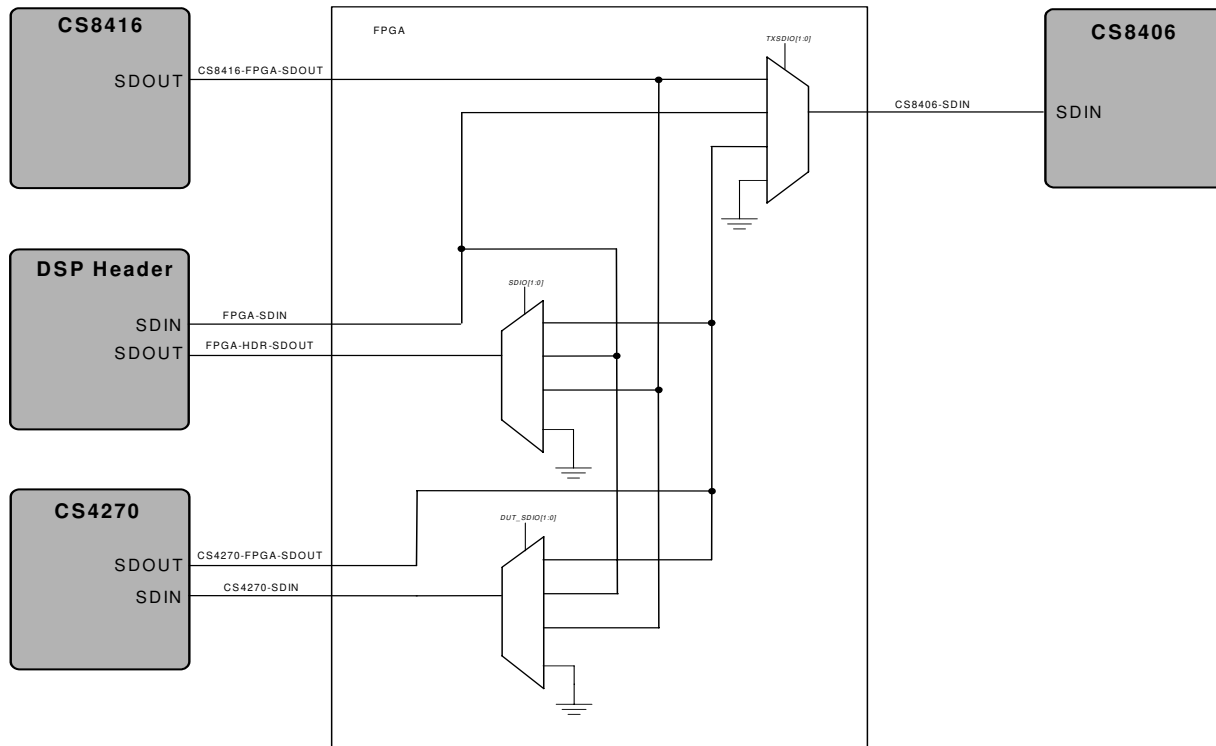 CS8416
SDOUT
CS8416-FPGA-SDOUT
FPGA
TXSDIO[1:0]
CS8406-SDIN
CS8406
SDIN
DSP Header
SDIN
FPGA-SDIN
SDOUT
FPGA-HDR-SDOUT
SDIO[1:0]
CS4270
SDOUT
CS4270-FPGA-SDOUT
SDIN
CS4270-SDIN
DUT_SDIO[1:0]